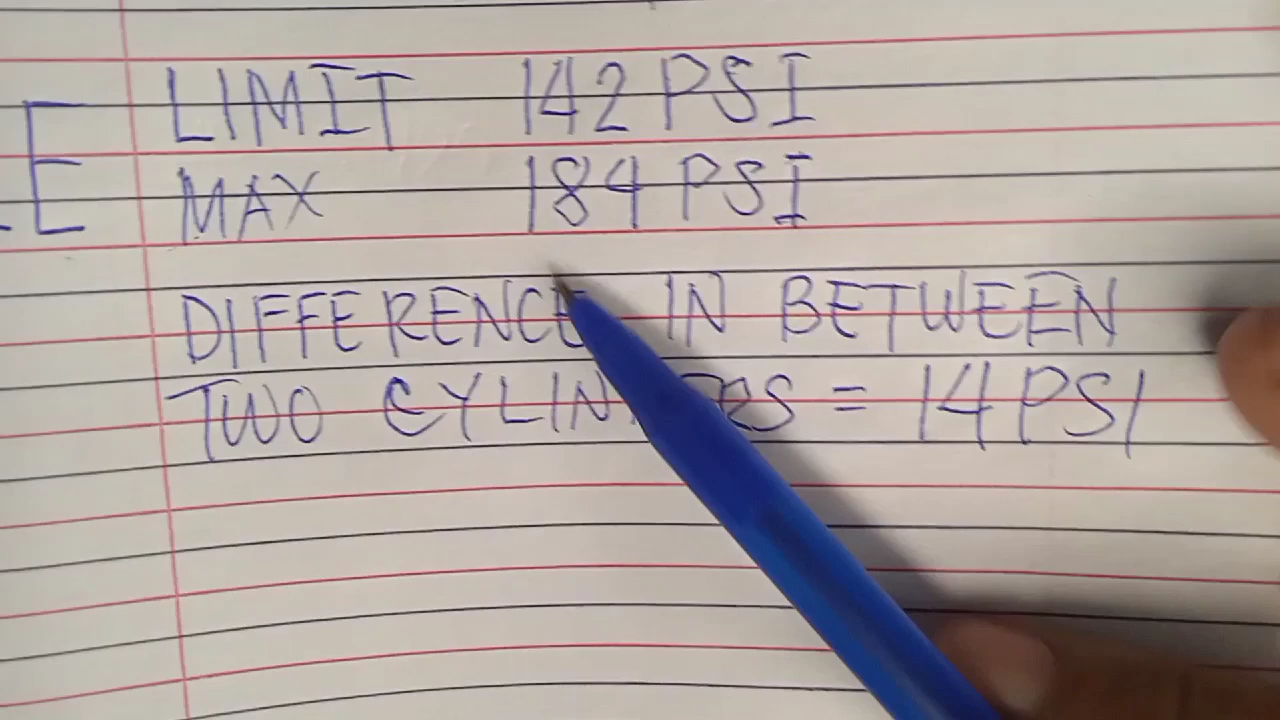 E
LIMIT 142 PSI
MAX 184 PSI
DIFFERENCE IN BETWEEN
TWO = 14 PSI